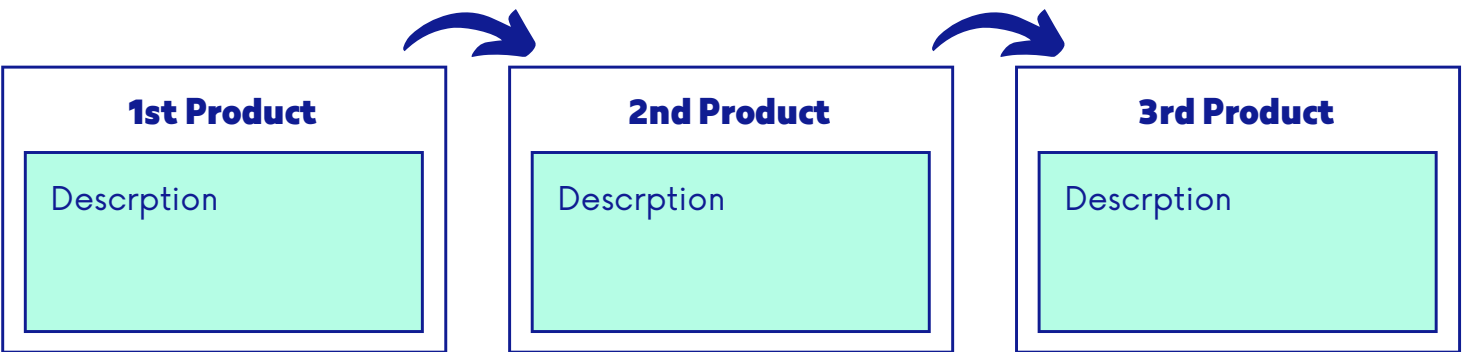 1st Product
Descrption
2nd Product
Descrption
3rd Product
Descrption